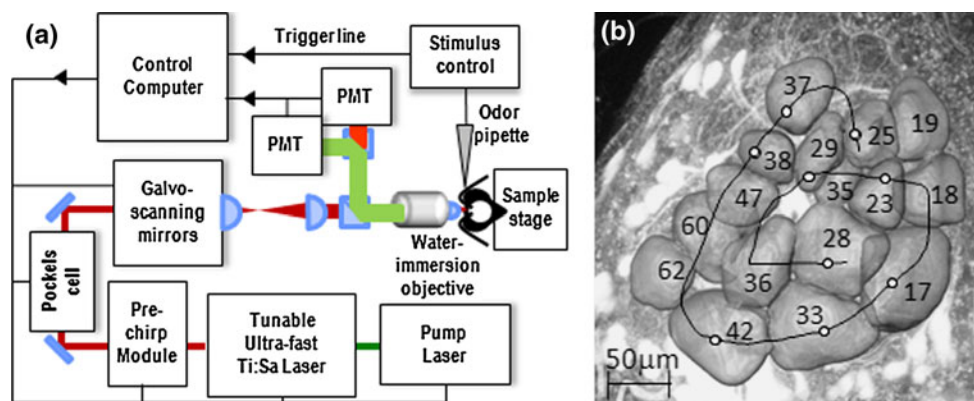 (a)
Control
Computer
Triggerline
Stimulus
control
PMT
PMT
Odor
pipette
Galvo-
scanning
mirrors
Sample
stage
Water-
immersion
objective
Pockels
cell
Pre-
chirp
Module
Tunable
Ultra-fast
Ti:Sa Laser
Pump
Laser
(b)
37
25
19
29
38
35
23
18
47
60
28
62
36
17
33
42
50µm